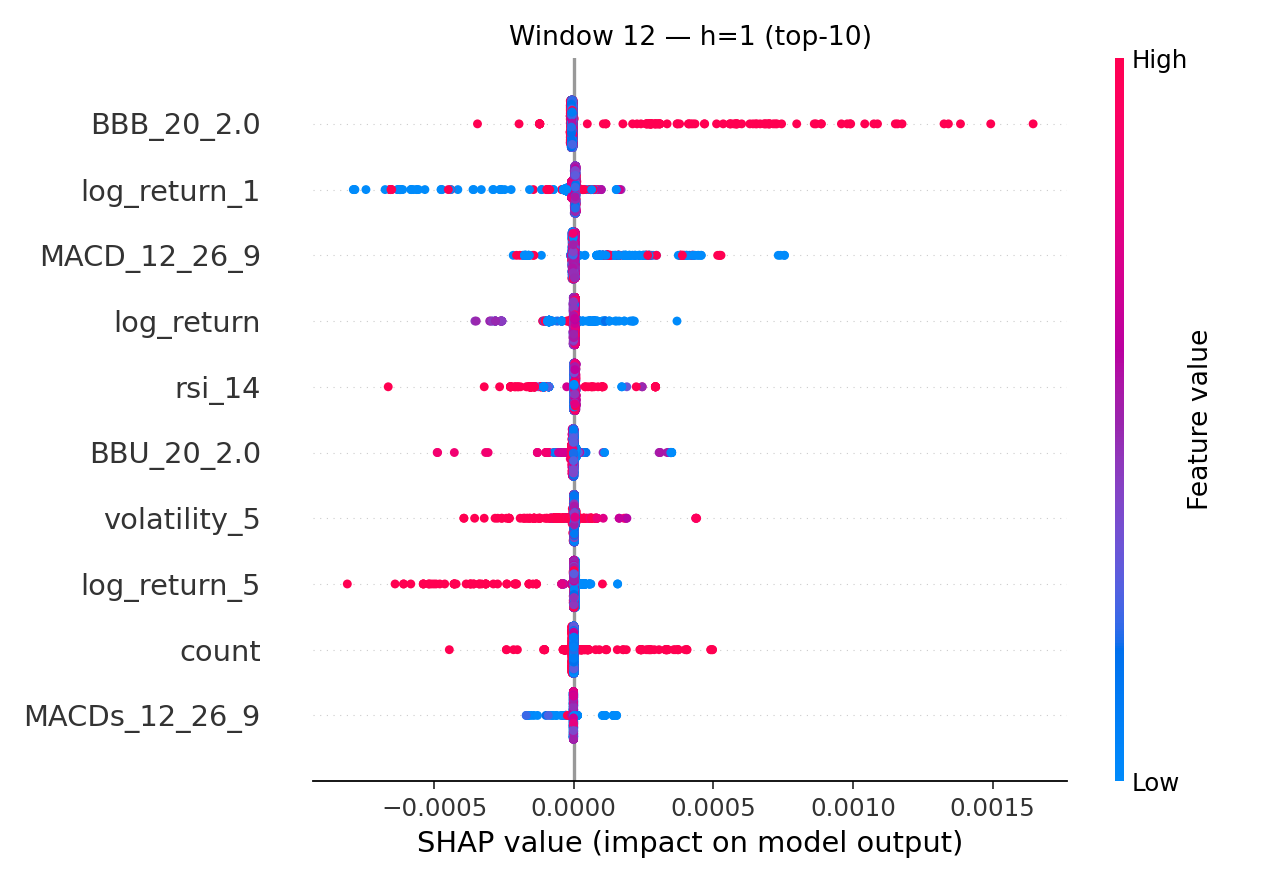 Window 12 — h=1 (top-10)
High
BBB_20_2.0
log_return_1
MACD_12_26_9
log_return
rsi_14
BBU_20_2.0
volatility_5
log_return_5
count
MACDs_12_26_9
Feature value
Low
−0.0005 0.0000 0.0005 0.0010 0.0015
SHAP value (impact on model output)